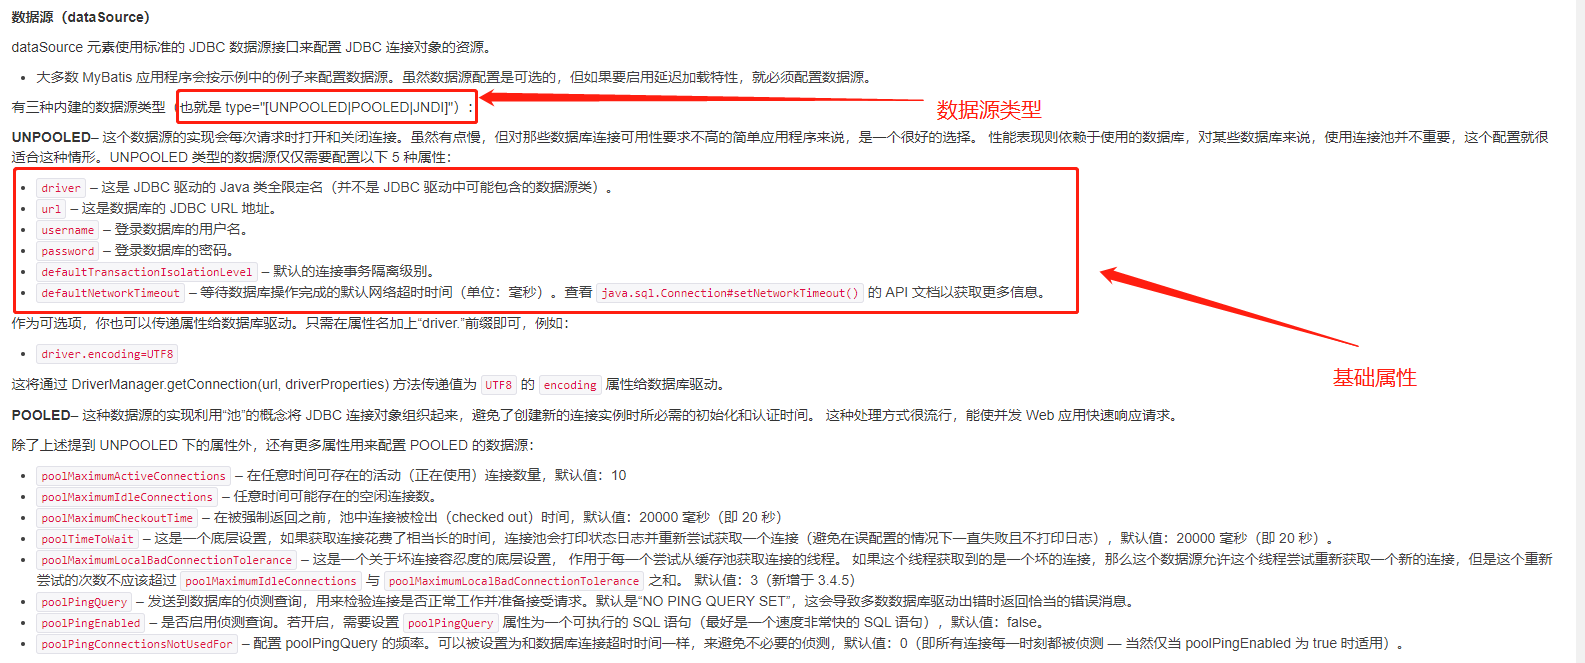 数据源（dataSource）
dataSource 元素使用标准的 JDBC 数据源接口来配置 JDBC 连接对象的资源。
• 大多数 MyBatis 应用程序会按示例中的例子来配置数据源。虽然数据源配置是可选的，但如果要启用延迟加载特性，就必须配置数据源。
有三种内建的数据源类型（也就是 type="[UNPOOLED|POOLED|JNDI]"）：
数据源类型
UNPOOLED– 这个数据源的实现会每次请求时打开和关闭连接。虽然有点慢，但对那些数据库连接可用性要求不高的简单应用程序来说，是一个很好的选择。 性能表现则依赖于使用的数据库，对某些数据库来说，使用连接池并不重要，这个配置就很
适合这种情形。UNPOOLED 类型的数据源仅仅需要配置以下 5 种属性：
• driver – 这是 JDBC 驱动的 Java 类全限定名（并不是 JDBC 驱动中可能包含的数据源类）。
• url – 这是数据库的 JDBC URL 地址。
• username – 登录数据库的用户名。
• password – 登录数据库的密码。
• defaultTransactionIsolationLevel – 默认的连接事务隔离级别。
• defaultNetworkTimeout – 等待数据库操作完成的默认网络超时时间（单位：毫秒）。查看 java.sql.Connection#setNetworkTimeout() 的 API 文档以获取更多信息。
作为可选项，你也可以传递属性给数据库驱动。只需在属性名加上“driver.”前缀即可，例如：
• driver.encoding=UTF8
基础属性
这将通过 DriverManager.getConnection(url, driverProperties) 方法传递值为 UTF8 的 encoding 属性给数据库驱动。
POOLED– 这种数据源的实现利用“池”的概念将 JDBC 连接对象组织起来，避免了创建新的连接实例时所必需的初始化和认证时间。 这种处理方式很流行，能使并发 Web 应用快速响应请求。
除了上述提到 UNPOOLED 下的属性外，还有更多属性用来配置 POOLED 的数据源：
• poolMaximumActiveConnections – 在任意时间可存在的活动（正在使用）连接数量，默认值：10
• poolMaximumIdleConnections – 任意时间可能存在的空闲连接数。
• poolMaximumCheckoutTime – 在被强制返回之前，池中连接被检出（checked out）时间，默认值：20000 毫秒（即 20 秒）
• poolTimeToWait – 这是一个底层设置，如果获取连接花费了相当长的时间，连接池会打印状态日志并重新尝试获取一个连接（避免在误配置的情况下一直失败且不打印日志），默认值：20000 毫秒（即 20 秒）。
• poolMaximumLocalBadConnectionTolerance – 这是一个关于坏连接容忍度的底层设置， 作用于每一个尝试从缓存池获取连接的线程。 如果这个线程获取到的是一个坏的连接，那么这个数据源允许这个线程尝试重新获取一个新的连接，但是这个重新
尝试的次数不应该超过 poolMaximumIdleConnections 与 poolMaximumLocalBadConnectionTolerance 之和。 默认值：3（新增于 3.4.5）
• poolPingQuery – 发送到数据库的侦测查询，用来检验连接是否正常工作并准备接受请求。默认是“NO PING QUERY SET”，这会导致多数数据库驱动出错时返回恰当的错误消息。
• poolPingEnabled – 是否启用侦测查询。若开启，需要设置 poolPingQuery 属性为一个可执行的 SQL 语句（最好是一个速度非常快的 SQL 语句），默认值：false。
• poolPingConnectionsNotUsedFor – 配置 poolPingQuery 的频率。可以被设置为和数据库连接超时时间一样，来避免不必要的侦测，默认值：0（即所有连接每一时刻都被侦测 — 当然仅当 poolPingEnabled 为 true 时适用）。